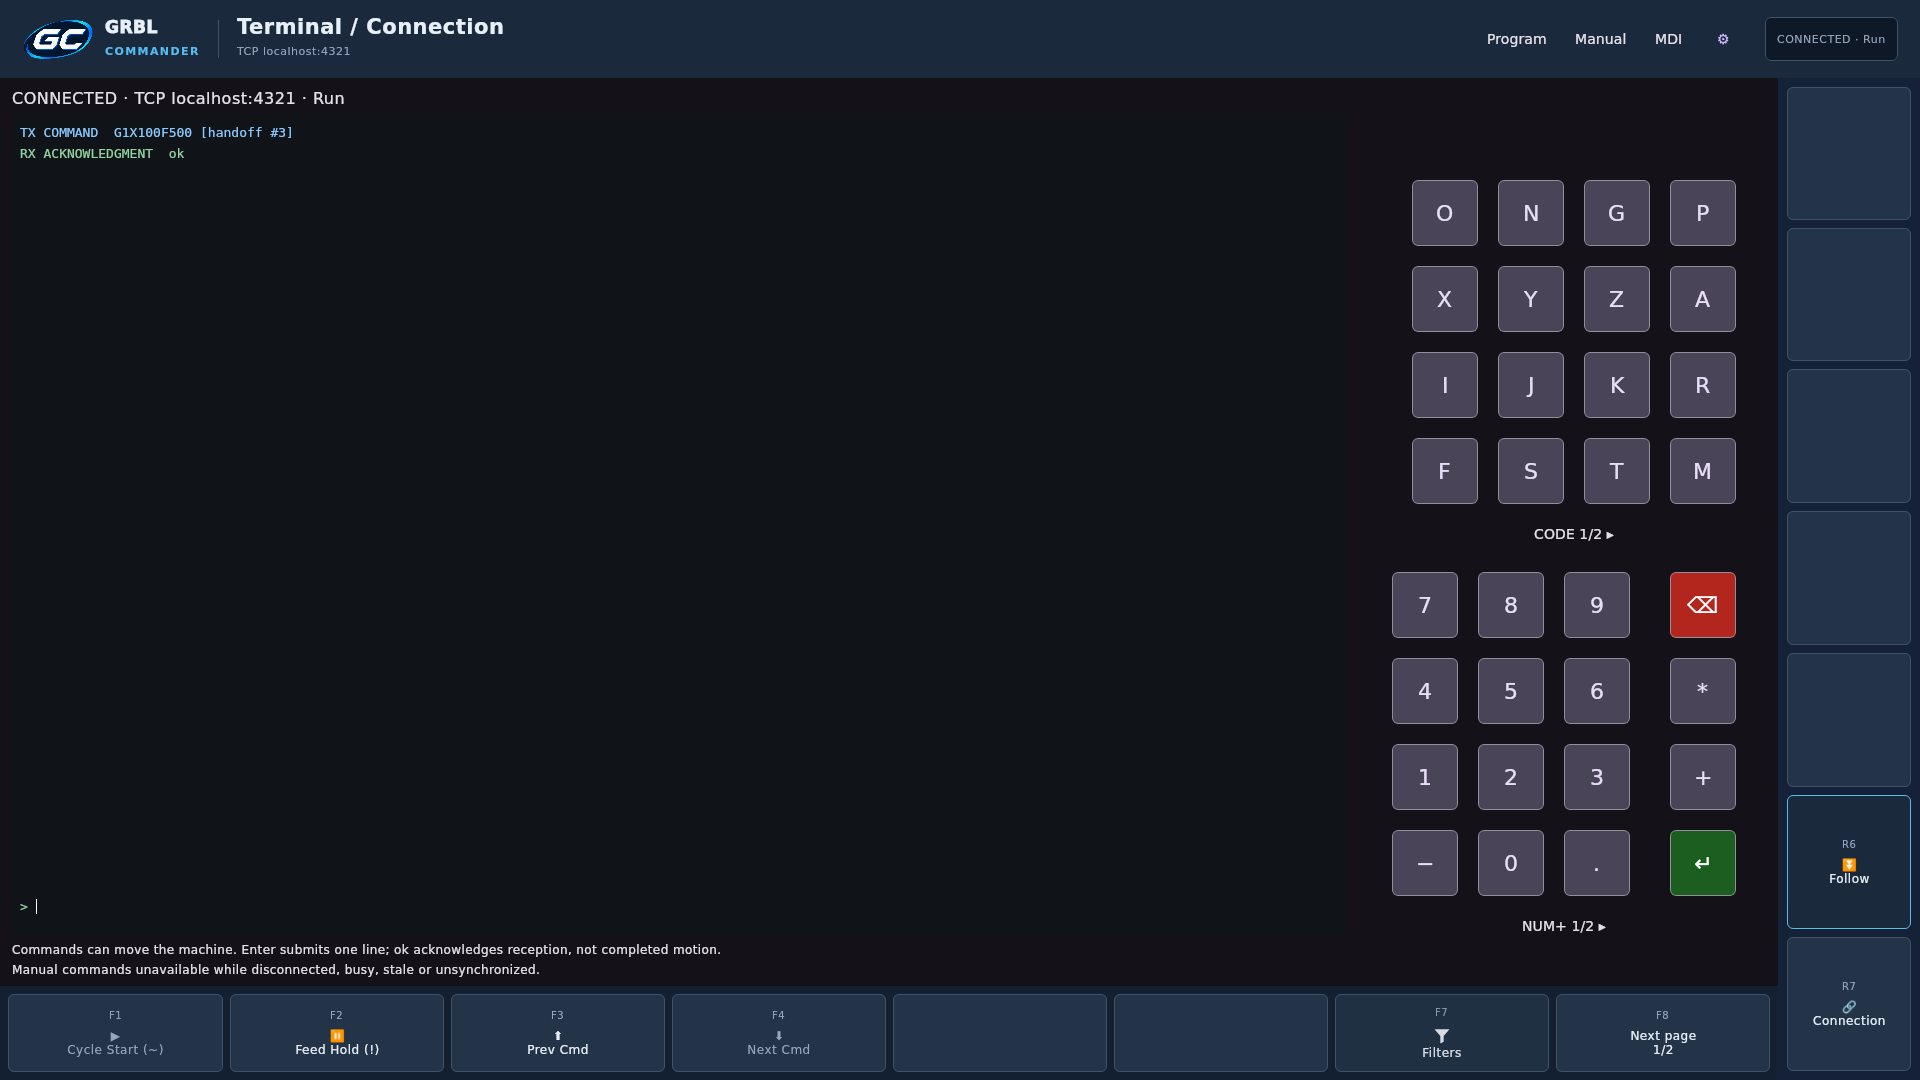 GC
GRBL
COMMANDER
Terminal / Connection
TCP localhost:4321
Program
Manual
MDI
⚙
CONNECTED · Run
CONNECTED · TCP localhost:4321 · Run
TX COMMAND  G1X100F500 [handoff #3]
RX ACKNOWLEDGMENT  ok
O N G P
X Y Z A
I J K R
F S T M
CODE 1/2 ▸
7 8 9 ⌫
4 5 6 *
1 2 3 +
− 0 . ↵
NUM+ 1/2 ▸
>
Commands can move the machine. Enter submits one line; ok acknowledges reception, not completed motion.
Manual commands unavailable while disconnected, busy, stale or unsynchronized.
R6
Follow
R7
Connection
F1
Cycle Start (~)
F2
Feed Hold (!)
F3
Prev Cmd
F4
Next Cmd
F7
Filters
F8
Next page
1/2